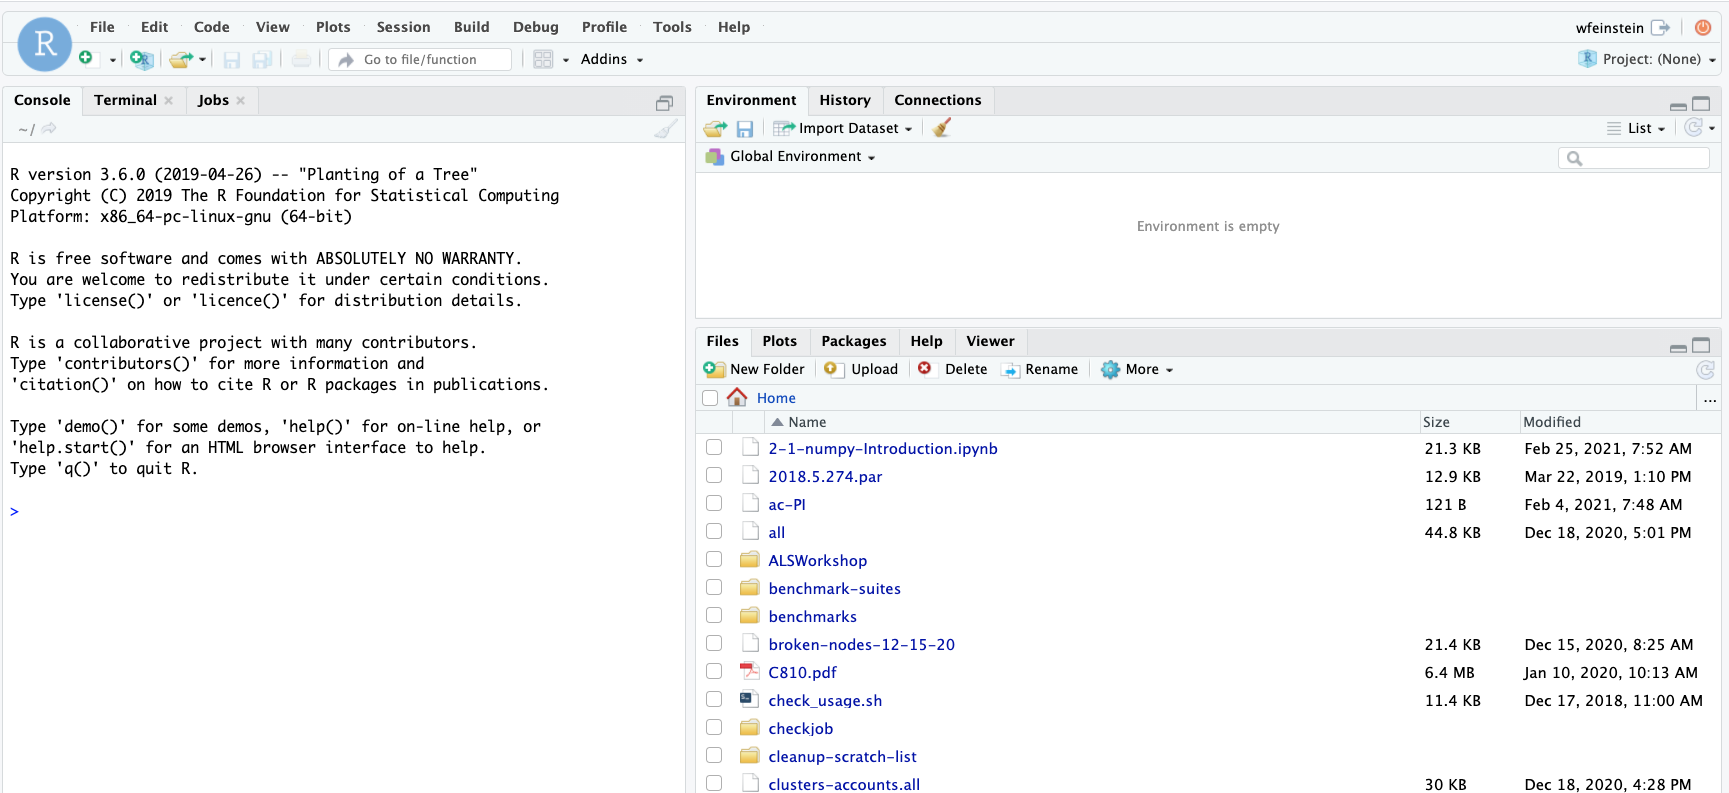 R
File Edit Code View Plots Session Build Debug Profile Tools Help
wfeinstein
Go to file/function
Addins
R Project: (None)
Console Terminal Jobs
~/
R version 3.6.0 (2019-04-26) -- "Planting of a Tree"
Copyright (C) 2019 The R Foundation for Statistical Computing
Platform: x86_64-pc-linux-gnu (64-bit)
R is free software and comes with ABSOLUTELY NO WARRANTY.
You are welcome to redistribute it under certain conditions.
Type 'license()' or 'licence()' for distribution details.
R is a collaborative project with many contributors.
Type 'contributors()' for more information and
'citation()' on how to cite R or R packages in publications.
Type 'demo()' for some demos, 'help()' for on-line help, or
'help.start()' for an HTML browser interface to help.
Type 'q()' to quit R.
>
Environment History Connections
Import Dataset
List
Global Environment
Environment is empty
Files Plots Packages Help Viewer
New Folder Upload Delete Rename More
Home
...
Name Size Modified
2-1-numpy-Introduction.ipynb 21.3 KB Feb 25, 2021, 7:52 AM
2018.5.274.par 12.9 KB Mar 22, 2019, 1:10 PM
ac-PI 121 B Feb 4, 2021, 7:48 AM
all 44.8 KB Dec 18, 2020, 5:01 PM
ALSWorkshop
benchmark-suites
benchmarks
broken-nodes-12-15-20 21.4 KB Dec 15, 2020, 8:25 AM
C810.pdf 6.4 MB Jan 10, 2020, 10:13 AM
check_usage.sh 11.4 KB Dec 17, 2018, 11:00 AM
checkjob
cleanup-scratch-list
clusters-accounts.all 30 KB Dec 18, 2020, 4:28 PM